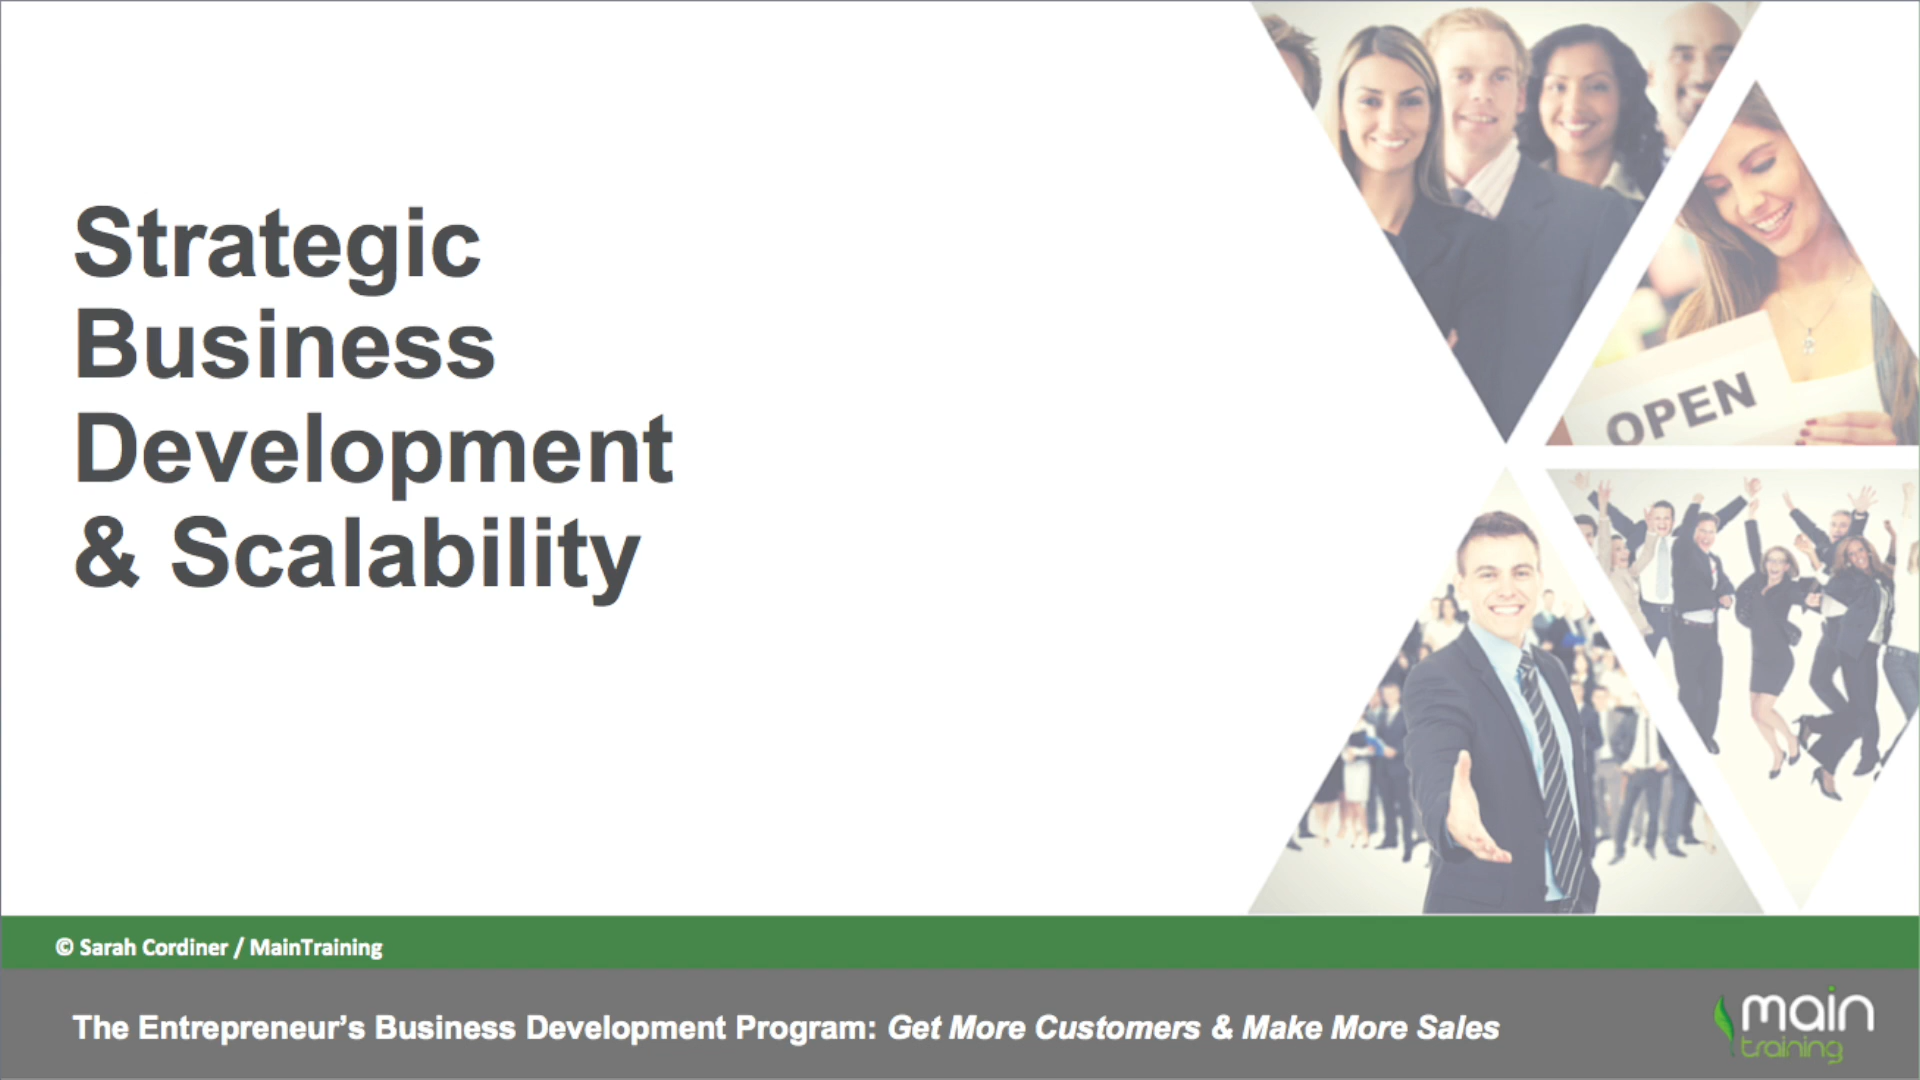 Strategic
Business
Development
& Scalability
OPEN
© Sarah Cordiner / MainTraining
The Entrepreneur’s Business Development Program: Get More Customers & Make More Sales
main
training